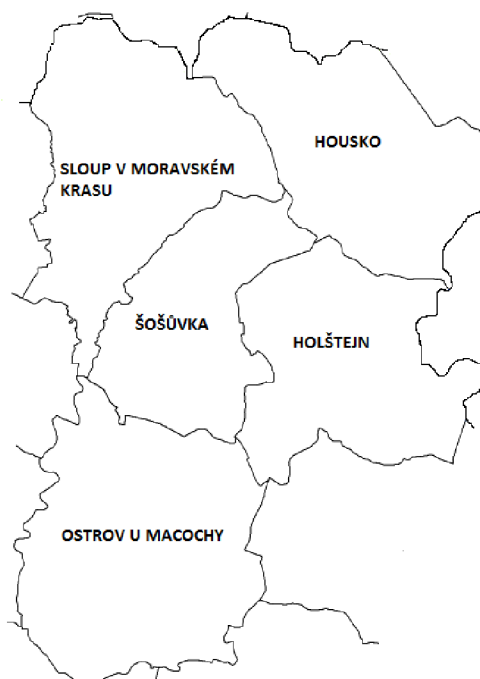 HOUSKO
SLOUP V MORAVSKÉM
KRASU
ŠOŠŮVKA
HOLŠTEJN
OSTROV U MACOCHY